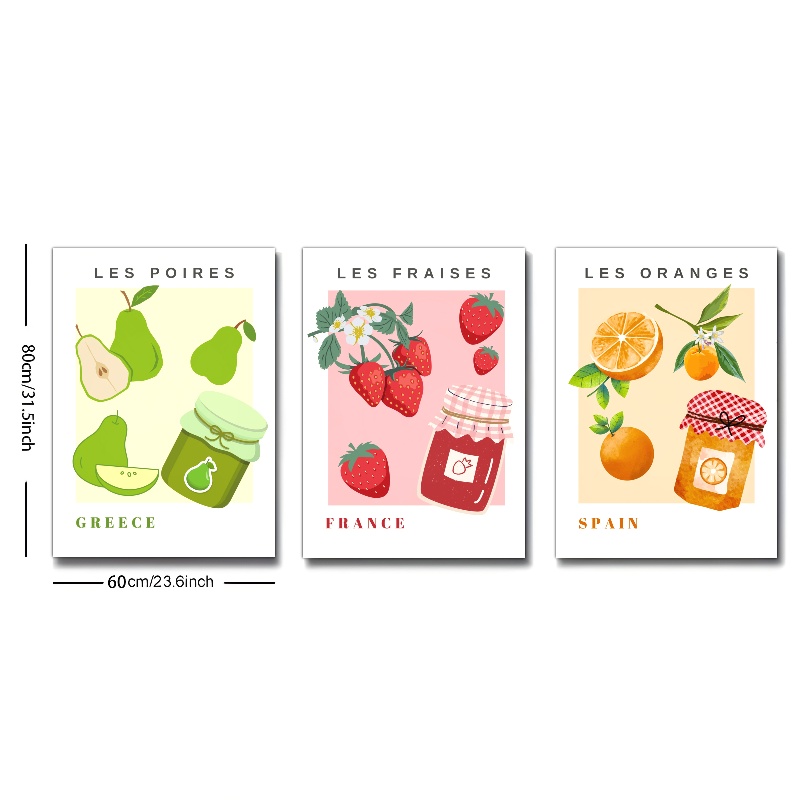 LES POIRES
GREECE
LES FRAISES
FRANCE
LES ORANGES
SPAIN
80cm/31.5inch
60cm/23.6inch